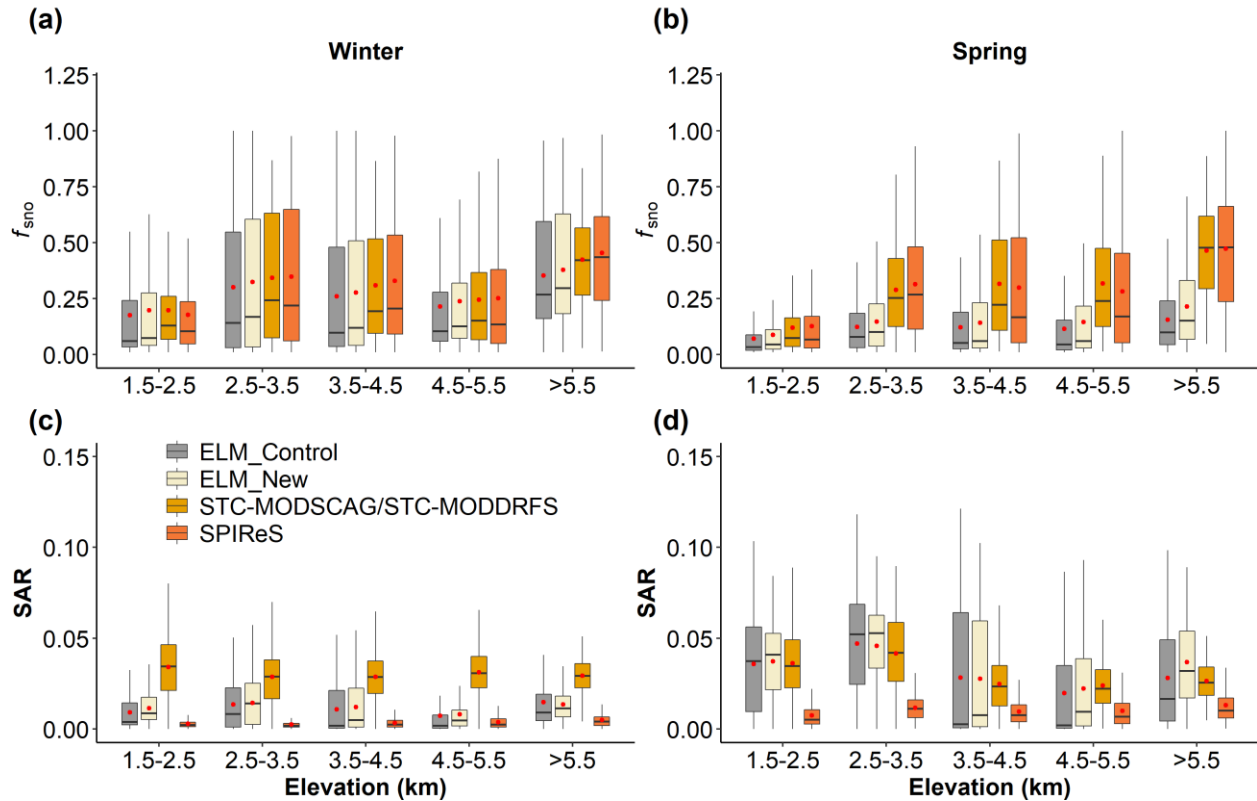 (a)
Winter
1.25
1.00
0.75
0.50
0.25
0.00
fsno
1.5-2.5 2.5-3.5 3.5-4.5 4.5-5.5 >5.5
(b)
Spring
1.25
1.00
0.75
0.50
0.25
0.00
fsno
1.5-2.5 2.5-3.5 3.5-4.5 4.5-5.5 >5.5
(c)
0.15
0.10
0.05
0.00
SAR
ELM_Control
ELM_New
STC-MODSCAG/STC-MODDRFS
SPIReS
1.5-2.5 2.5-3.5 3.5-4.5 4.5-5.5 >5.5
Elevation (km)
(d)
0.15
0.10
0.05
0.00
SAR
1.5-2.5 2.5-3.5 3.5-4.5 4.5-5.5 >5.5
Elevation (km)